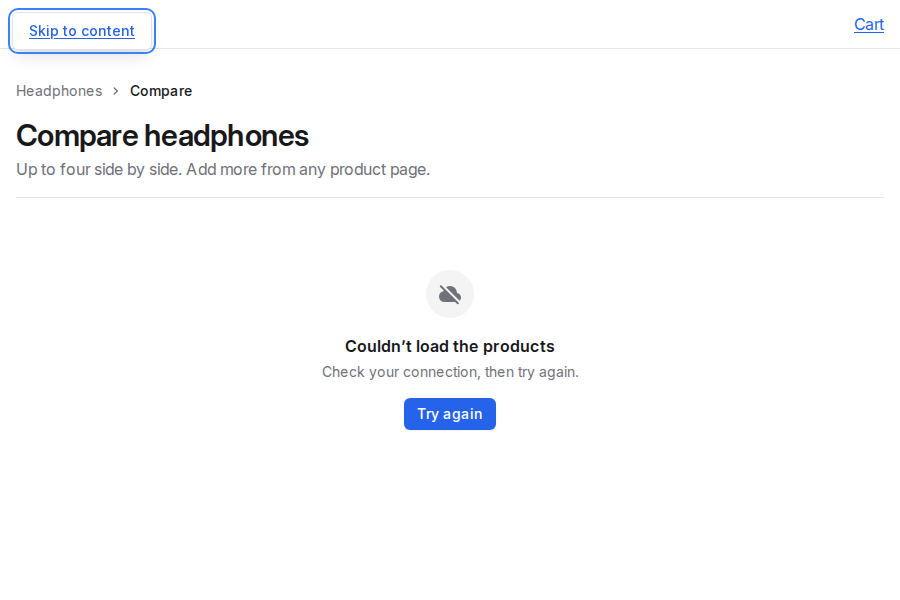 Skip to content
Cart
Headphones > Compare
Compare headphones
Up to four side by side. Add more from any product page.
Couldn’t load the products
Check your connection, then try again.
Try again